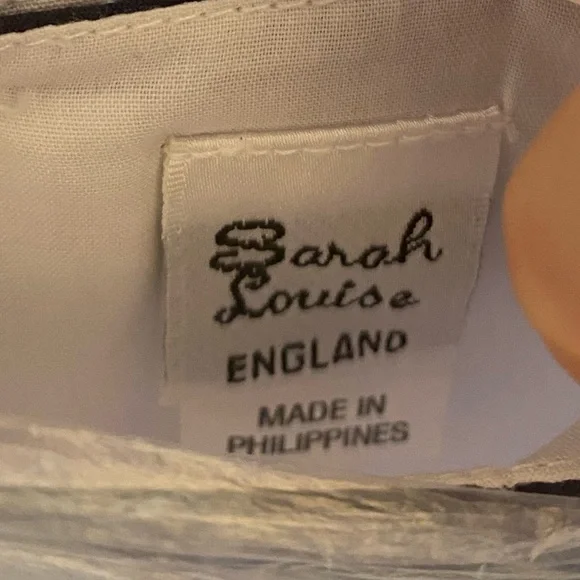 Sarah
Louise
ENGLAND
MADE IN
PHILIPPINES